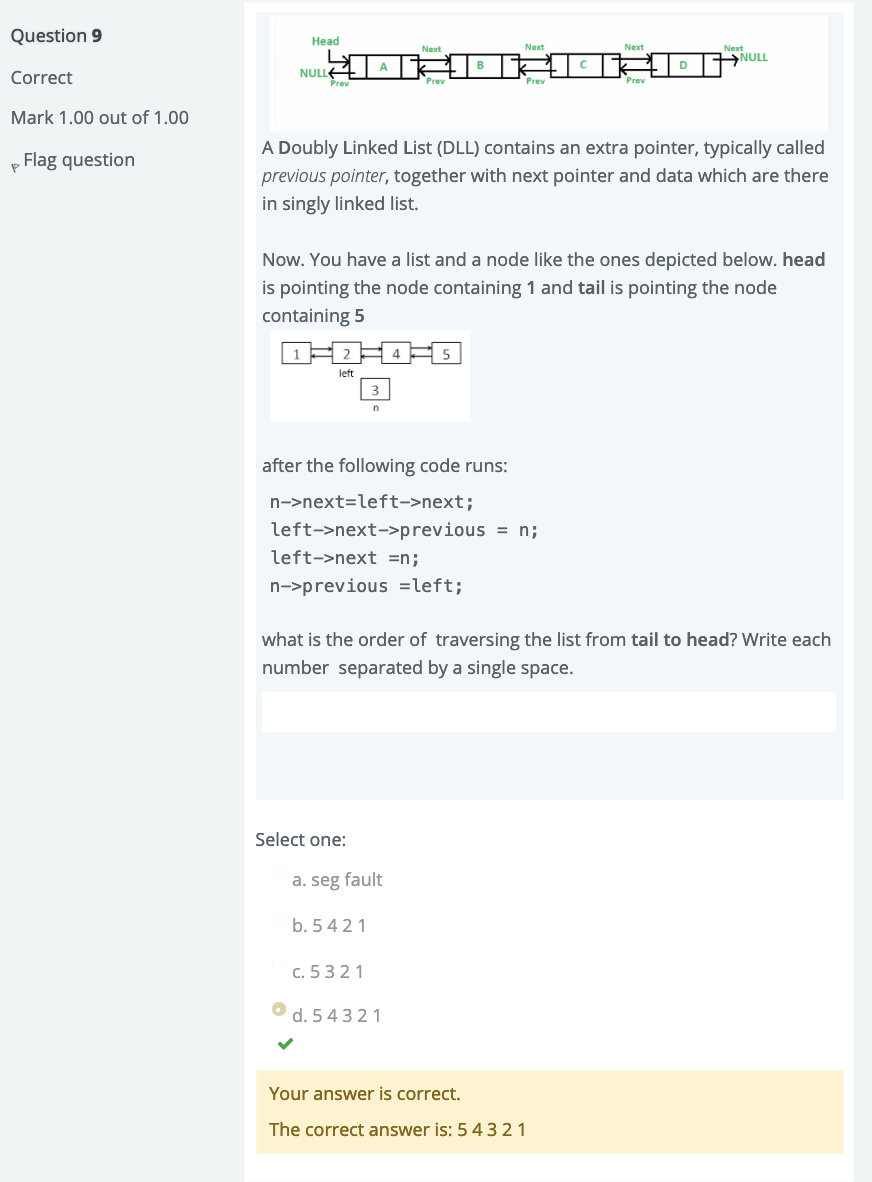 Question 9
Correct
Mark 1.00 out of 1.00
Flag question
Head
Next Next Next Next
NULL A B C D NULL
Prev Prev Prev Prev
A Doubly Linked List (DLL) contains an extra pointer, typically called
previous pointer, together with next pointer and data which are there
in singly linked list.
Now. You have a list and a node like the ones depicted below. head
is pointing the node containing 1 and tail is pointing the node
containing 5
1 2 4 5
left
3
n
after the following code runs:
n->next=left->next;
left->next->previous = n;
left->next =n;
n->previous =left;
what is the order of traversing the list from tail to head? Write each
number separated by a single space.
Select one:
a. seg fault
b. 5 4 2 1
c. 5 3 2 1
d. 5 4 3 2 1
Your answer is correct.
The correct answer is: 5 4 3 2 1